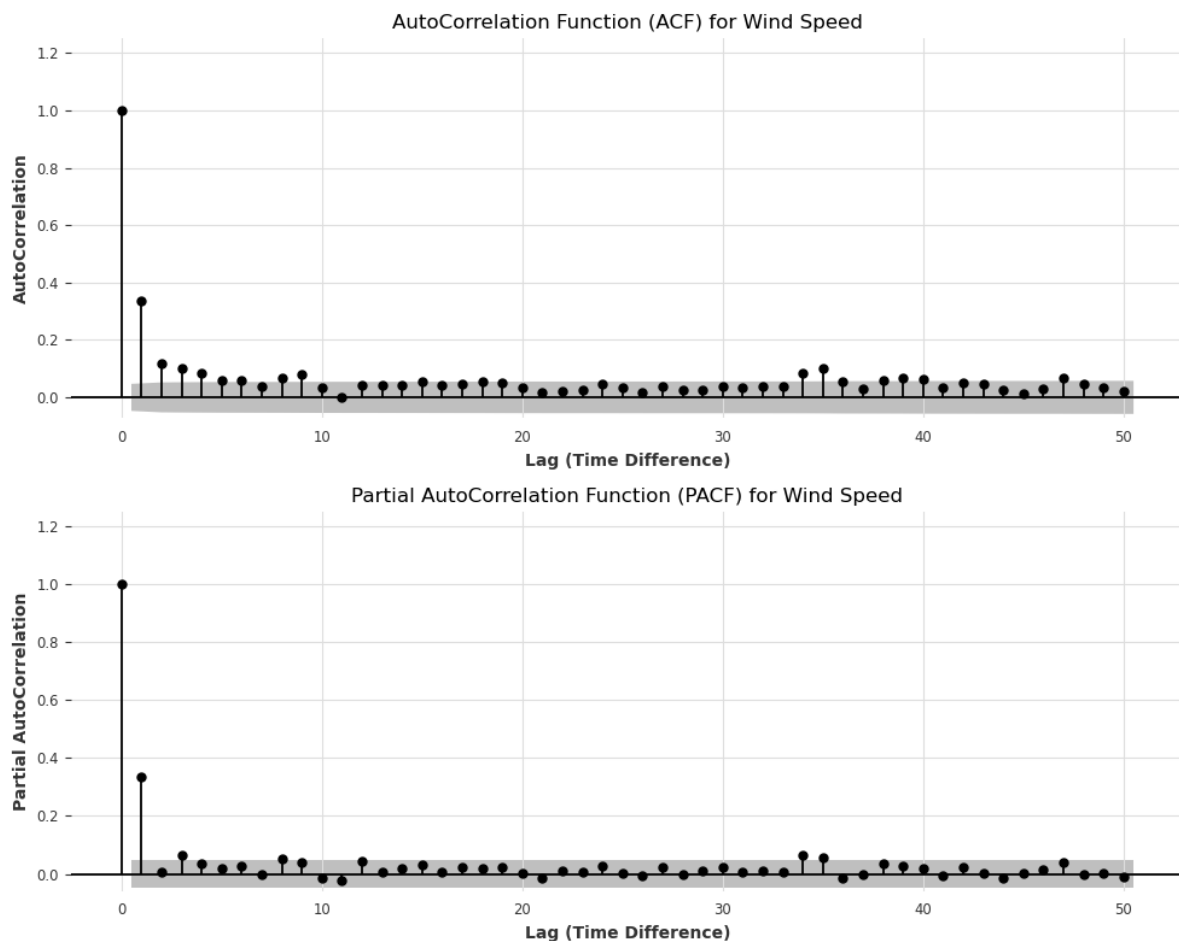 AutoCorrelation Function (ACF) for Wind Speed
1.2
1.0
0.8
0.6
0.4
0.2
0.0
AutoCorrelation
0 10 20 30 40 50
Lag (Time Difference)
Partial AutoCorrelation Function (PACF) for Wind Speed
1.2
1.0
0.8
0.6
0.4
0.2
0.0
Partial AutoCorrelation
0 10 20 30 40 50
Lag (Time Difference)